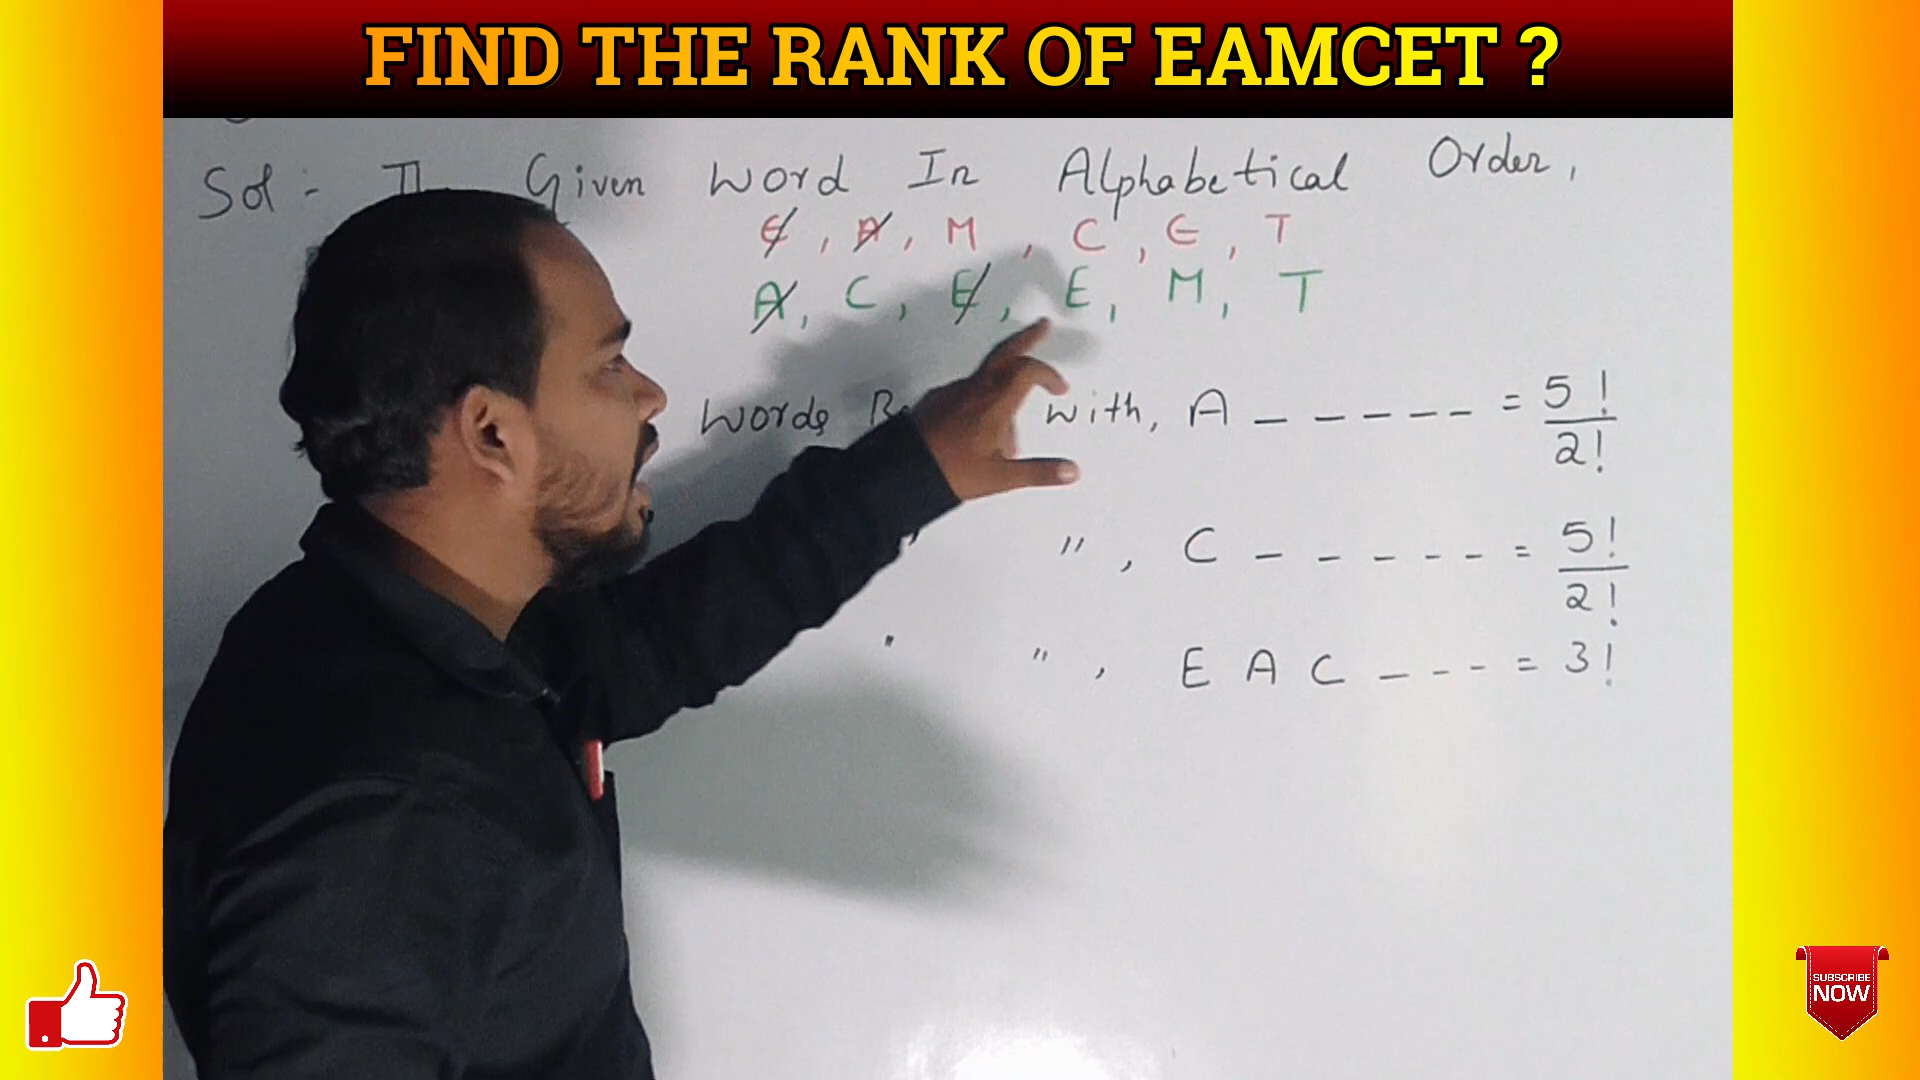 FIND THE RANK OF EAMCET ?
Sol:- Given Word In Alphabetical Order,
E, A, M, C, E, T
A, C, E, E, M, T
Words with, A _ _ _ _ _ = 5!/2!
" , C _ _ _ _ _ = 5!/2!
" , E A C _ _ _ = 3!
SUBSCRIBE
NOW